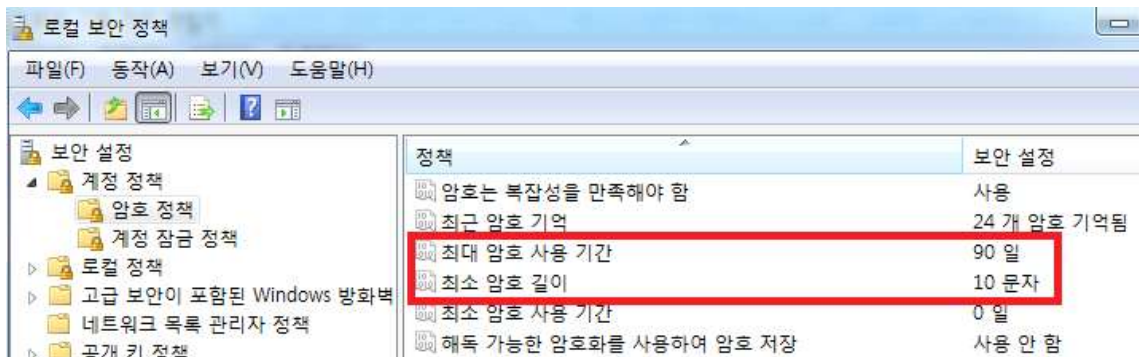 로컬 보안 정책
파일(F) 동작(A) 보기(V) 도움말(H)
보안 설정
계정 정책
암호 정책
계정 잠금 정책
로컬 정책
고급 보안이 포함된 Windows 방화벽
네트워크 목록 관리자 정책
공개 키 정책
정책 보안 설정
암호는 복잡성을 만족해야 함 사용
최근 암호 기억 24 개 암호 기억됨
최대 암호 사용 기간 90 일
최소 암호 길이 10 문자
최소 암호 사용 기간 0 일
해독 가능한 암호화를 사용하여 암호 저장 사용 안 함